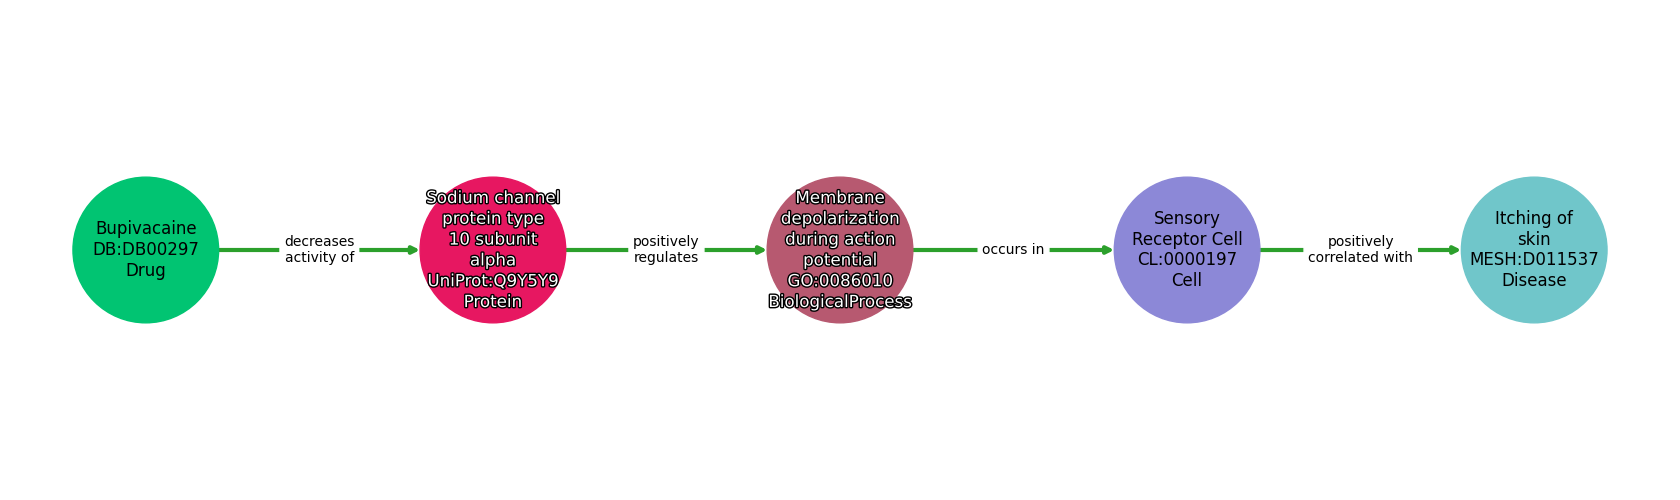 Bupivacaine
DB:DB00297
Drug
decreases
activity of
Sodium channel
protein type
10 subunit
alpha
UniProt:Q9Y5Y9
Protein
positively
regulates
Membrane
depolarization
during action
potential
GO:0086010
BiologicalProcess
occurs in
Sensory
Receptor Cell
CL:0000197
Cell
positively
correlated with
Itching of
skin
MESH:D011537
Disease